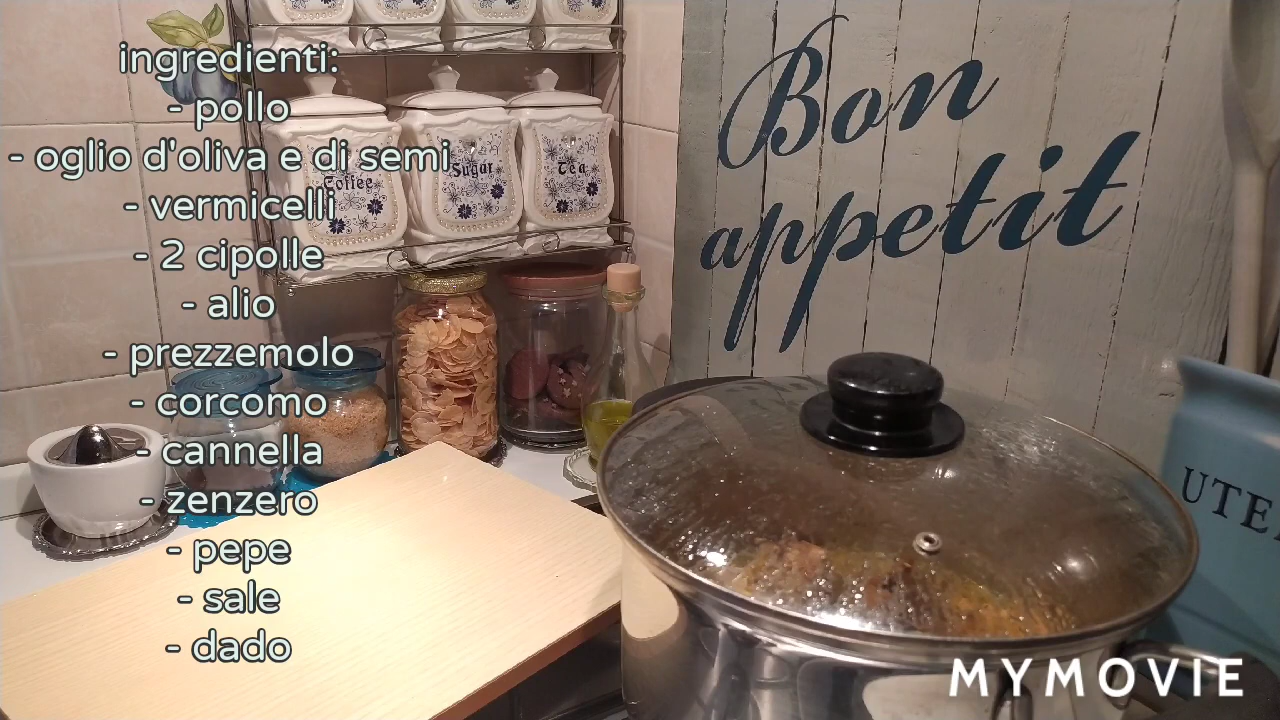 ingredienti:
- pollo
- oglio d'oliva e di semi
- vermicelli
- 2 cipolle
- alio
- prezzemolo
- corcomo
- cannella
- zenzero
- pepe
- sale
- dado
Coffee
Sugar
Tea
Bon
appetit
UTE
MYMOVIE